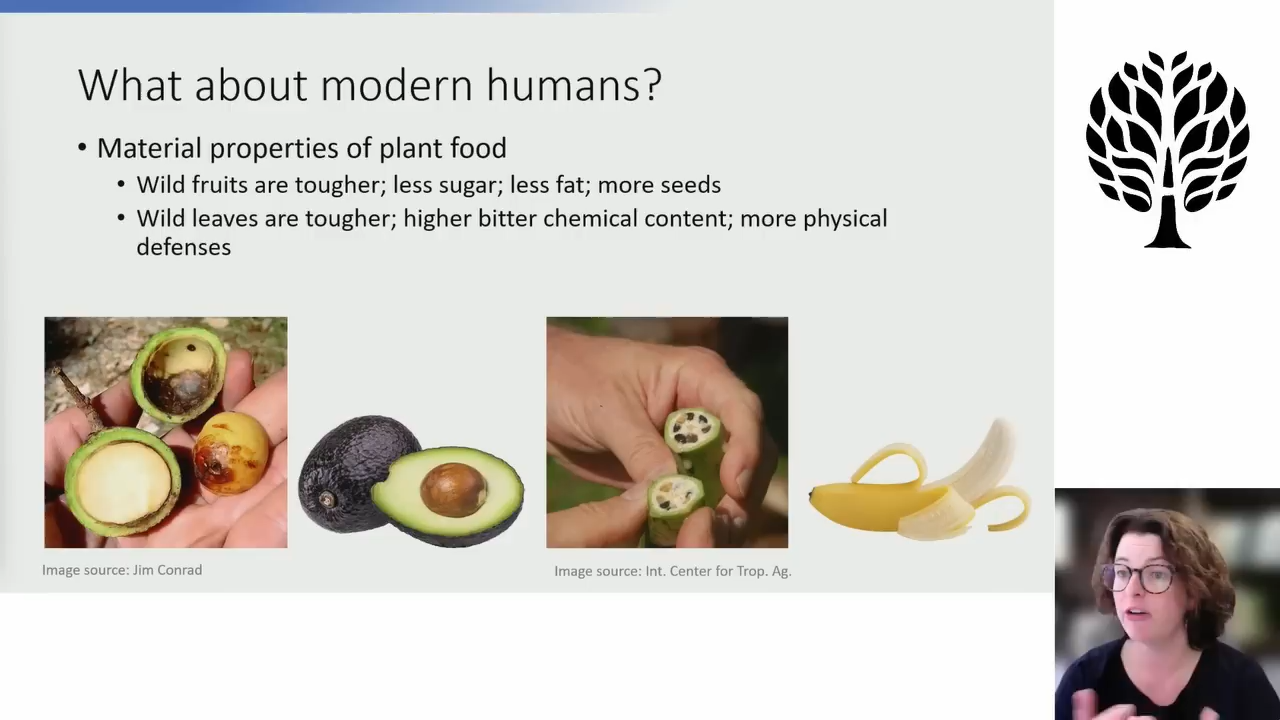 What about modern humans?
• Material properties of plant food
• Wild fruits are tougher; less sugar; less fat; more seeds
• Wild leaves are tougher; higher bitter chemical content; more physical
defenses
Image source: Jim Conrad
Image source: Int. Center for Trop. Ag.